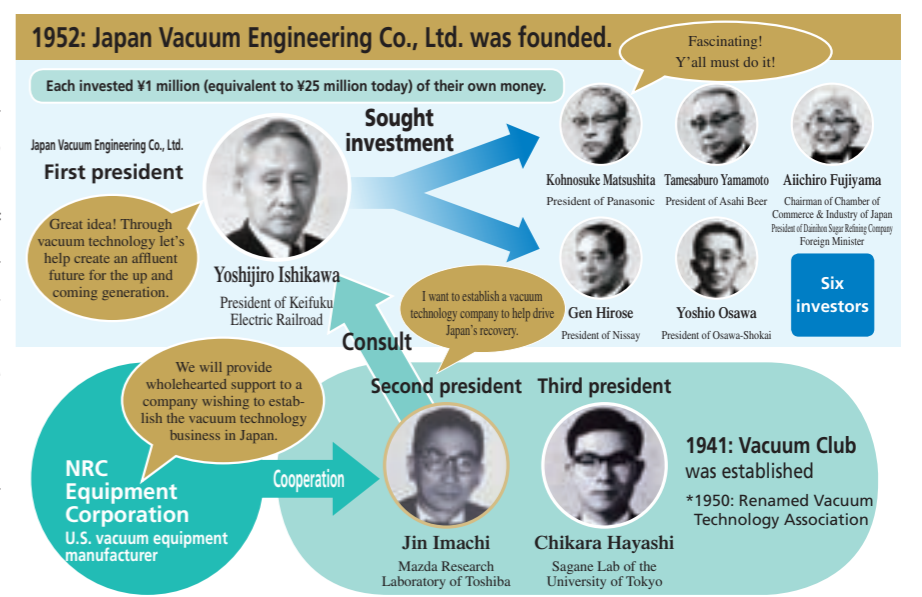 1952: Japan Vacuum Engineering Co., Ltd. was founded.
Fascinating!
Y'all must do it!
Each invested ¥1 million (equivalent to ¥25 million today) of their own money.
Sought
investment
Japan Vacuum Engineering Co., Ltd.
First president
Great idea! Through
vacuum technology let's
help create an affluent
future for the up and
coming generation.
Yoshijiro Ishikawa
President of Keifuku
Electric Railroad
Kohnosuke Matsushita
President of Panasonic
Tamesaburo Yamamoto
President of Asahi Beer
Aiichiro Fujiyama
Chairman of Chamber of
Commerce & Industry of Japan
President of Dainihon Sugar Refining Company
Foreign Minister
Gen Hirose
President of Nissay
Yoshio Osawa
President of Osawa-Shokai
Six
investors
I want to establish a vacuum
technology company to help drive
Japan's recovery.
Consult
We will provide
wholehearted support to a
company wishing to estab-
lish the vacuum technology
business in Japan.
NRC
Equipment
Corporation
U.S. vacuum equipment
manufacturer
Cooperation
Second president
Jin Imachi
Mazda Research
Laboratory of Toshiba
Third president
Chikara Hayashi
Sagane Lab of the
University of Tokyo
1941: Vacuum Club
was established
*1950: Renamed Vacuum
Technology Association